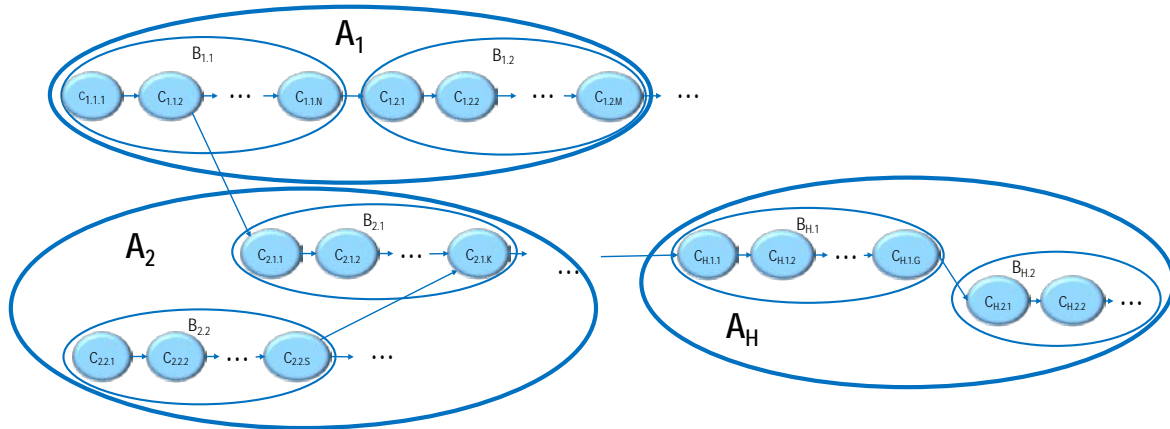 A1
B1.1
B1.2
C1.1.1
C1.1.2
...
C1.1.N
C1.2.1
C1.2.2
...
C1.2.M
...
A2
B2.1
C2.1.1
C2.1.2
...
C2.1.K
...
B2.2
C2.2.1
C2.2.2
...
C2.2.S
...
AH
BH.1
CH.1.1
CH.1.2
...
CH.1.G
BH.2
CH.2.1
CH.2.2
...